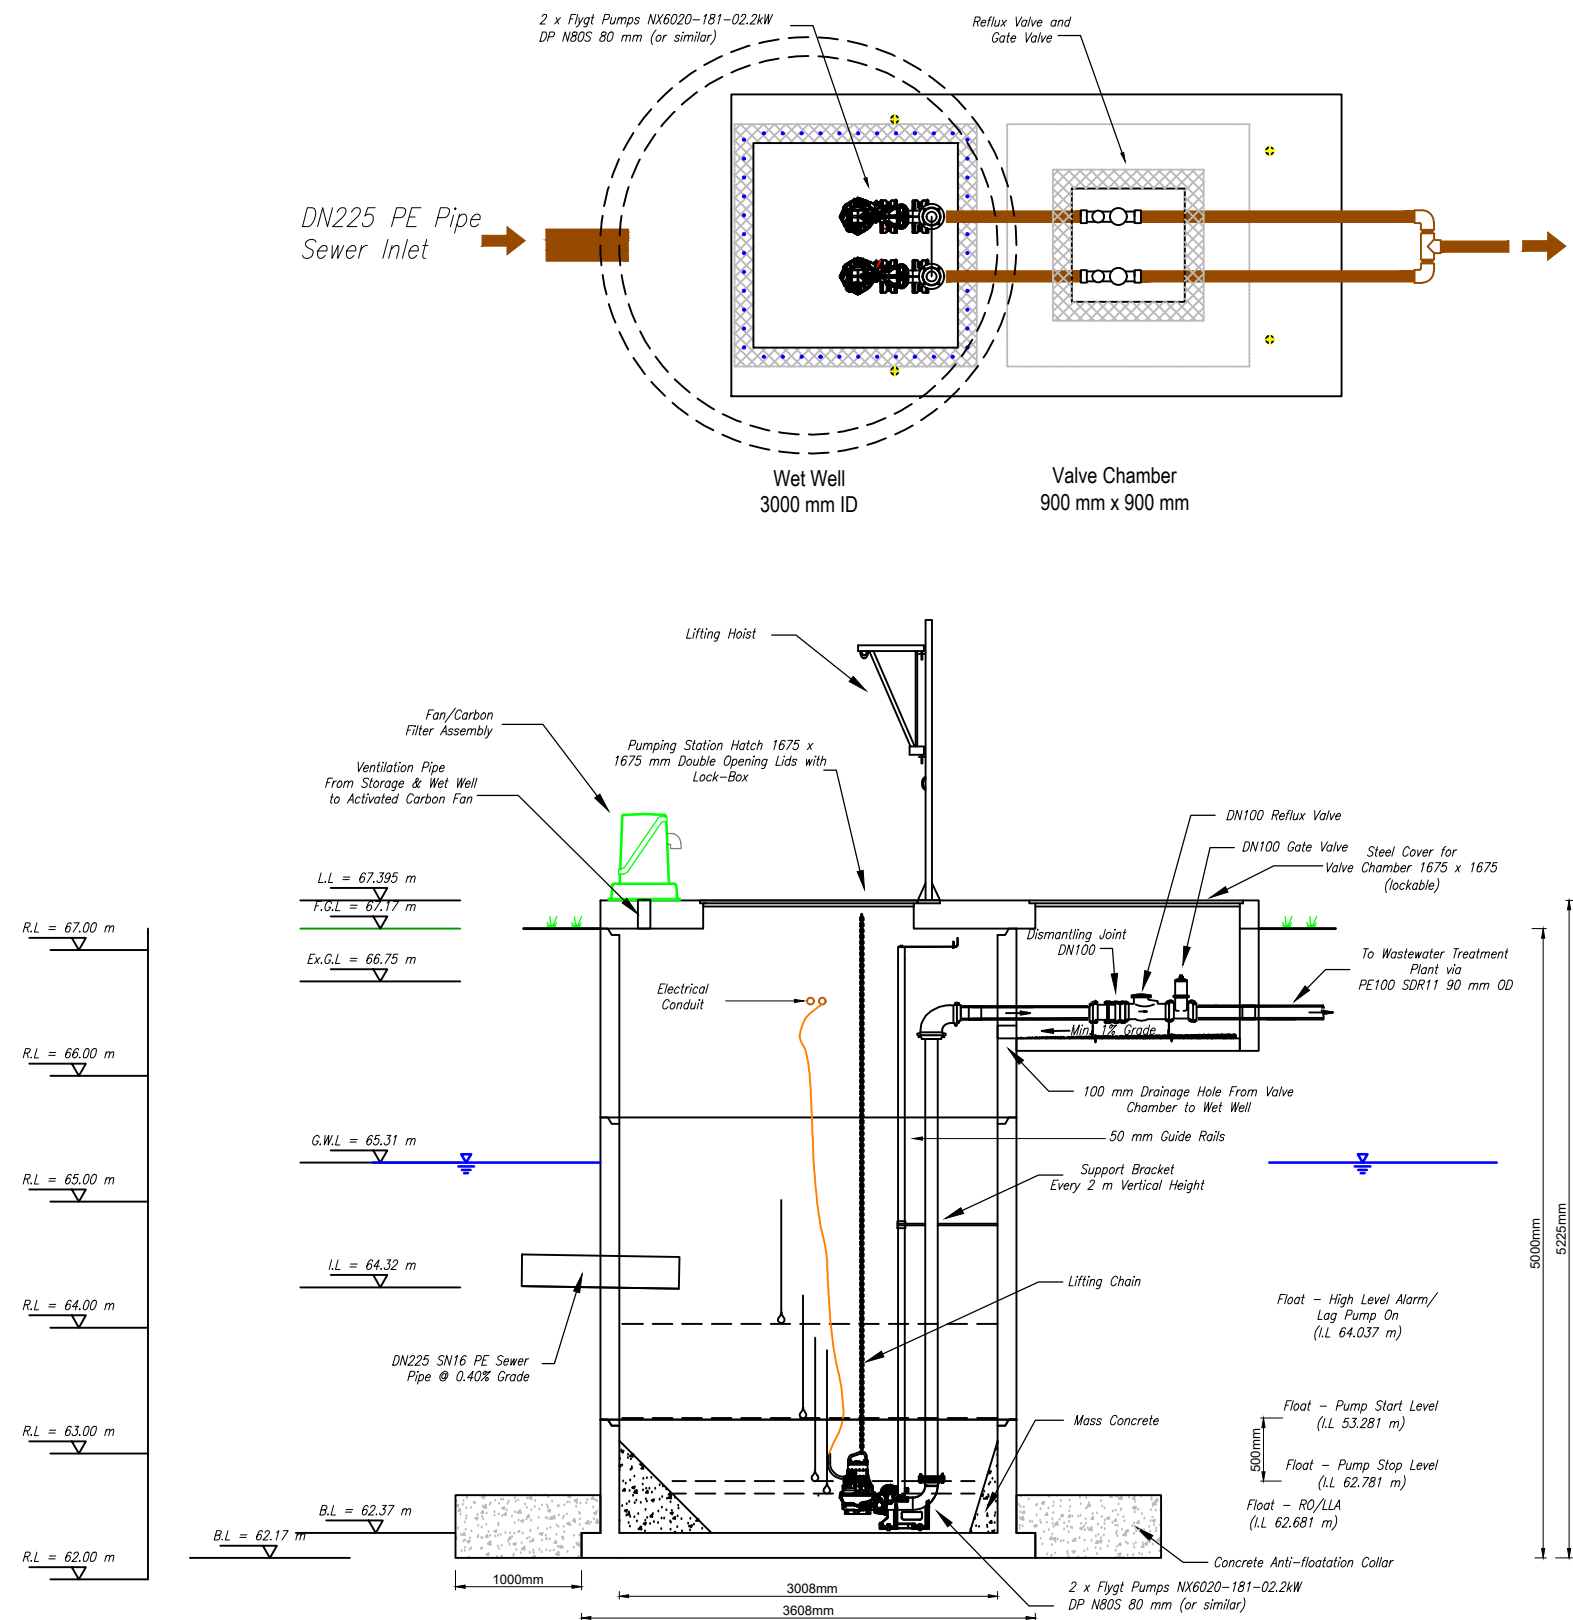 2 x Flygt Pumps NX6020-181-02.2kW
DP N80S 80 mm (or similar)
Reflux Valve and
Gate Valve
DN225 PE Pipe
Sewer Inlet
Wet Well
3000 mm ID
Valve Chamber
900 mm x 900 mm
Lifting Hoist
Fan/Carbon
Filter Assembly
Pumping Station Hatch 1675 x
1675 mm Double Opening Lids with
Lock-Box
Ventilation Pipe
From Storage & Wet Well
to Activated Carbon Fan
DN100 Reflux Valve
DN100 Gate Valve
Steel Cover for
Valve Chamber 1675 x 1675
(lockable)
L.L = 67.395 m
F.G.L = 67.17 m
R.L = 67.00 m
Ex.G.L = 66.75 m
Dismantling Joint
DN100
To Wastewater Treatment
Plant via
PE100 SDR11 90 mm OD
Electrical
Conduit
Min. 1% Grade
R.L = 66.00 m
100 mm Drainage Hole From Valve
Chamber to Wet Well
G.W.L = 65.31 m
50 mm Guide Rails
Support Bracket
Every 2 m Vertical Height
R.L = 65.00 m
5000mm
5225mm
I.L = 64.32 m
Lifting Chain
R.L = 64.00 m
Float - High Level Alarm/
Lag Pump On
(I.L 64.037 m)
DN225 SN16 PE Sewer
Pipe @ 0.40% Grade
R.L = 63.00 m
Mass Concrete
Float - Pump Start Level
(I.L 53.281 m)
500mm
Float - Pump Stop Level
(I.L 62.781 m)
Float - RO/LLA
(I.L 62.681 m)
B.L = 62.37 m
B.L = 62.17 m
R.L = 62.00 m
Concrete Anti-floatation Collar
1000mm
3008mm
3608mm
2 x Flygt Pumps NX6020-181-02.2kW
DP N80S 80 mm (or similar)